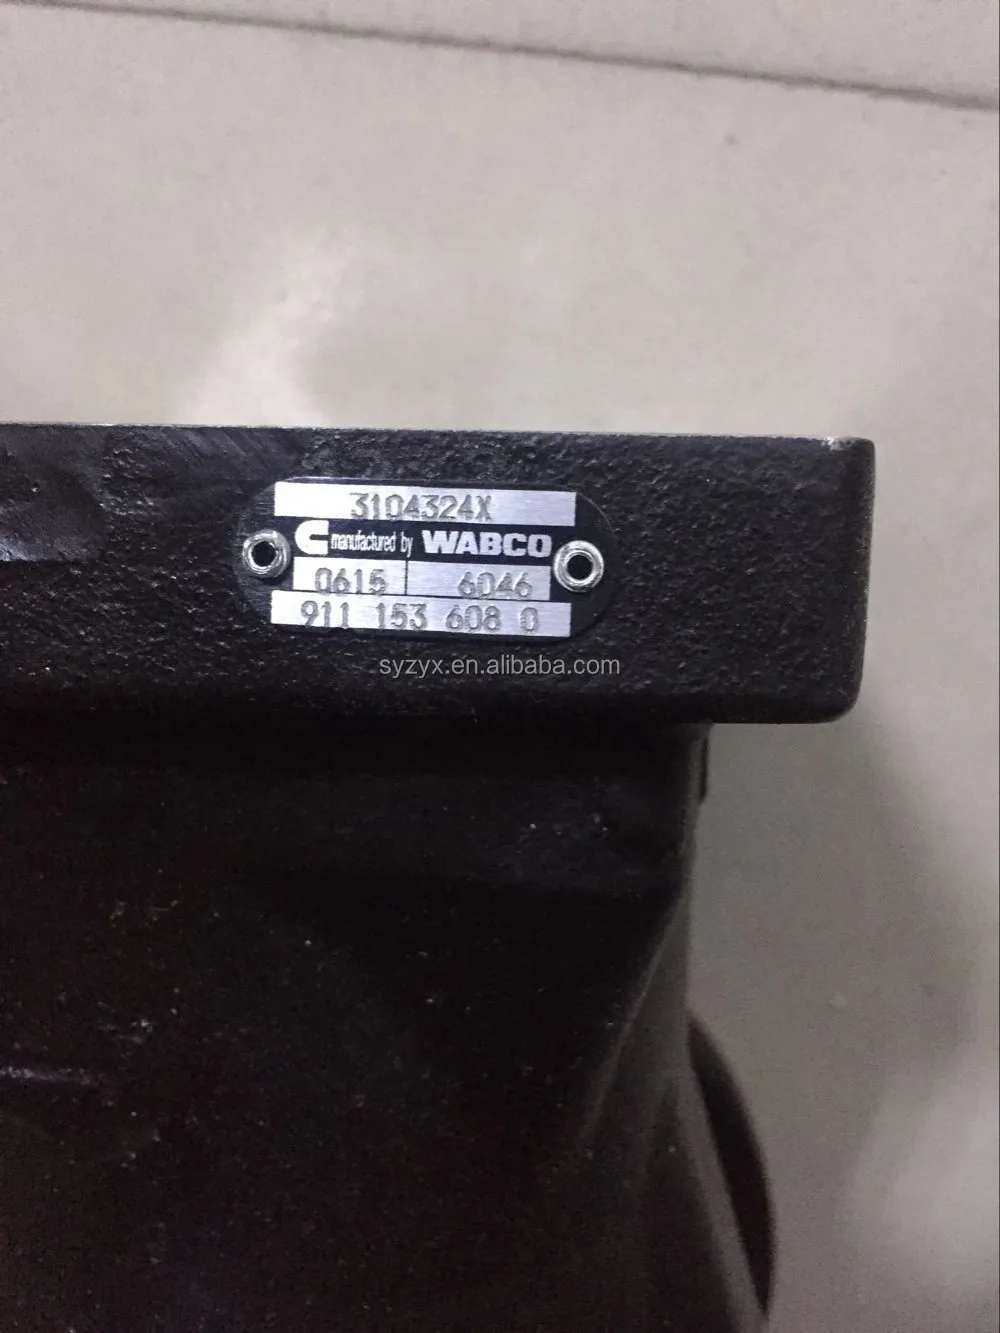 3104324X
C manufactured by WABCO
0615 6046
911 153 608 0
syzyx.en.alibaba.com